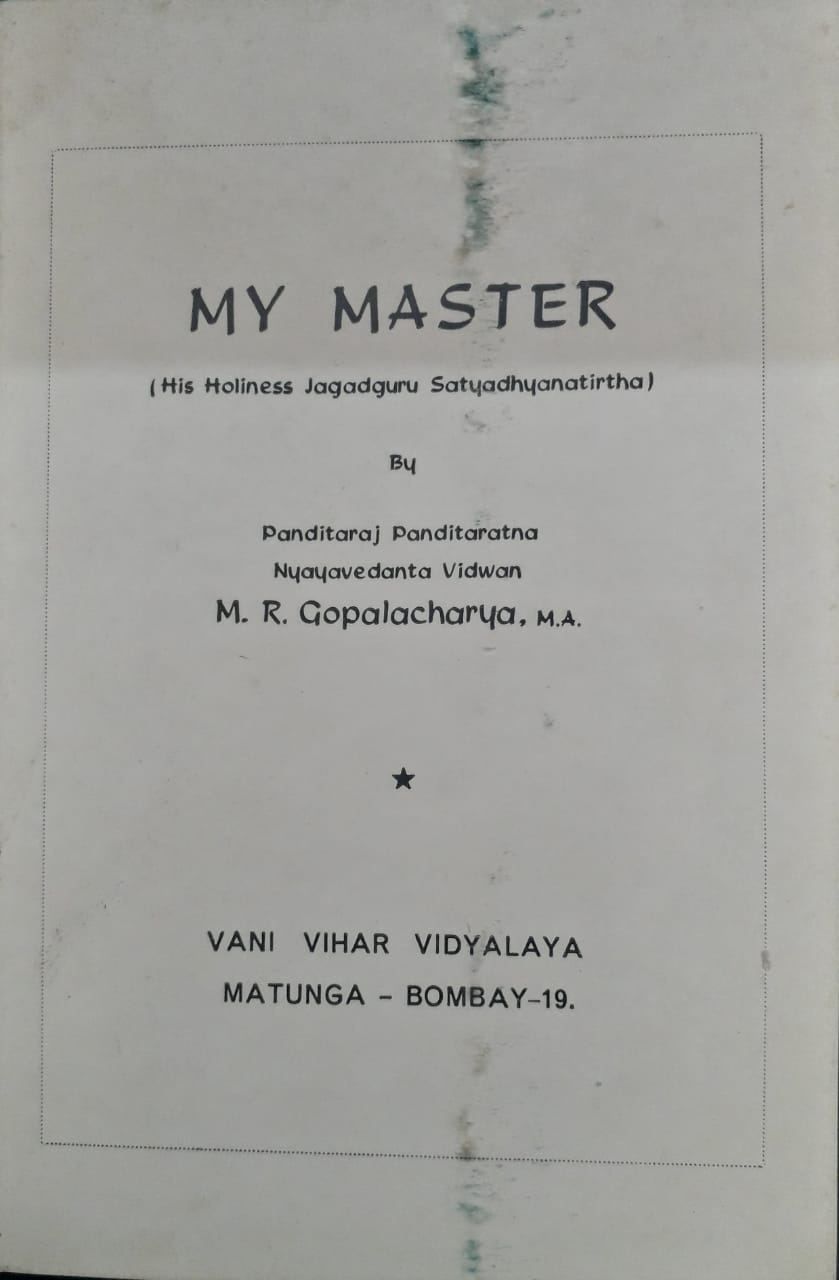 MY MASTER
(His Holiness Jagadguru Satyadhyanatirtha)
By
Panditaraj Panditaratna
Nyayavedanta Vidwan
M. R. Gopalacharya, M.A.
★
VANI VIHAR VIDYALAYA
MATUNGA – BOMBAY–19.